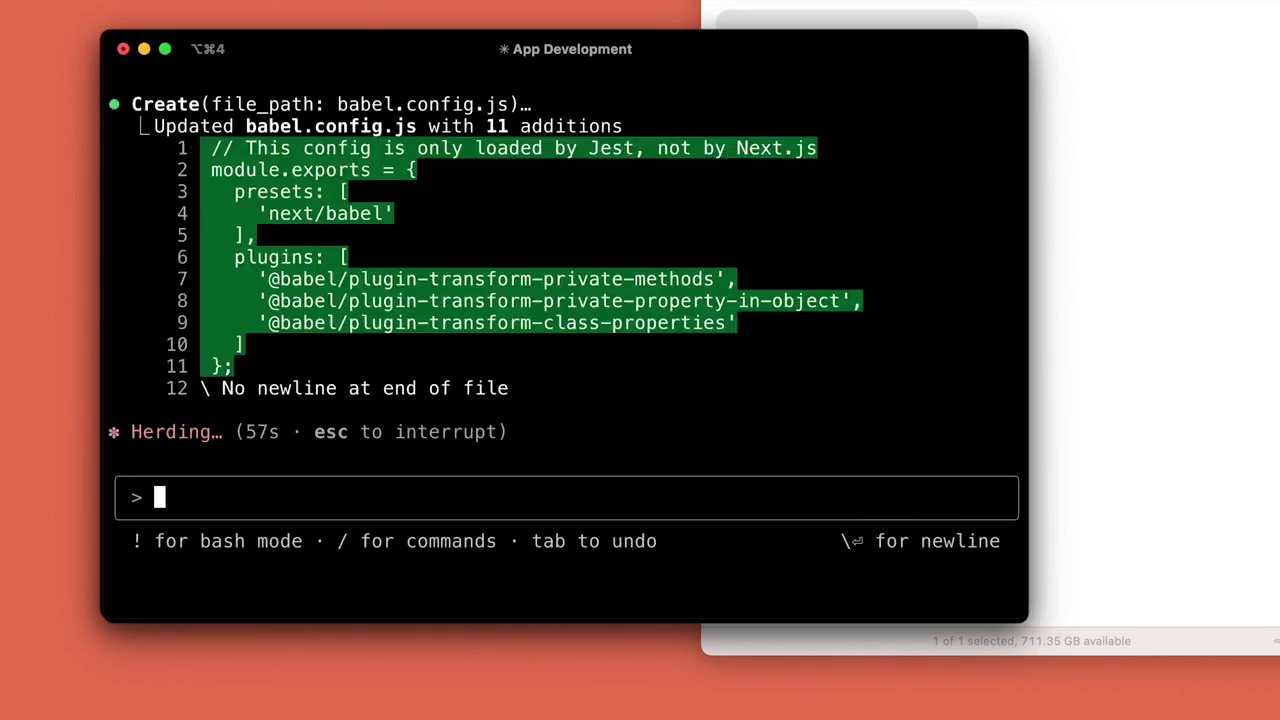 ⌥⌘4
✳ App Development
● Create(file_path: babel.config.js)…
⎿Updated babel.config.js with 11 additions
1 // This config is only loaded by Jest, not by Next.js
2 module.exports = {
3   presets: [
4     'next/babel'
5   ],
6   plugins: [
7     '@babel/plugin-transform-private-methods',
8     '@babel/plugin-transform-private-property-in-object',
9     '@babel/plugin-transform-class-properties'
10   ]
11 };
12 \ No newline at end of file
✽ Herding… (57s · esc to interrupt)
>
! for bash mode · / for commands · tab to undo
\⏎ for newline
1 of 1 selected, 711.35 GB available